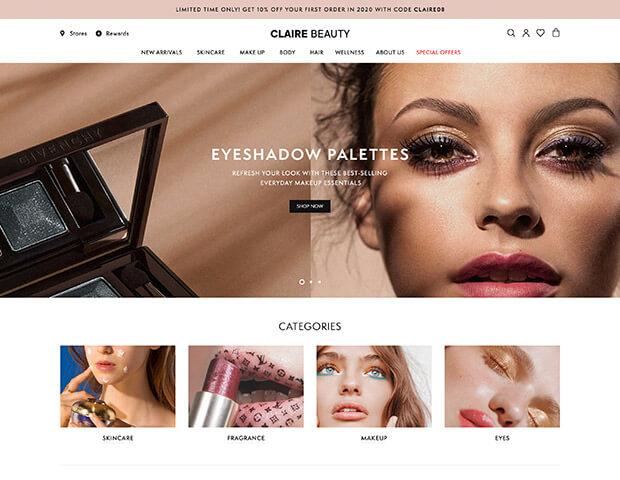 LIMITED TIME ONLY! GET 10% OFF YOUR FIRST ORDER IN 2020 WITH CODE CLAIRE08
Stores Rewards
CLAIRE BEAUTY
NEW ARRIVALS SKINCARE MAKE UP BODY HAIR WELLNESS ABOUT US SPECIAL OFFERS
GIVENCHY
EYESHADOW PALETTES
REFRESH YOUR LOOK WITH THESE BEST-SELLING
EVERYDAY MAKEUP ESSENTIALS
SHOP NOW
CATEGORIES
SKINCARE FRAGRANCE MAKEUP EYES